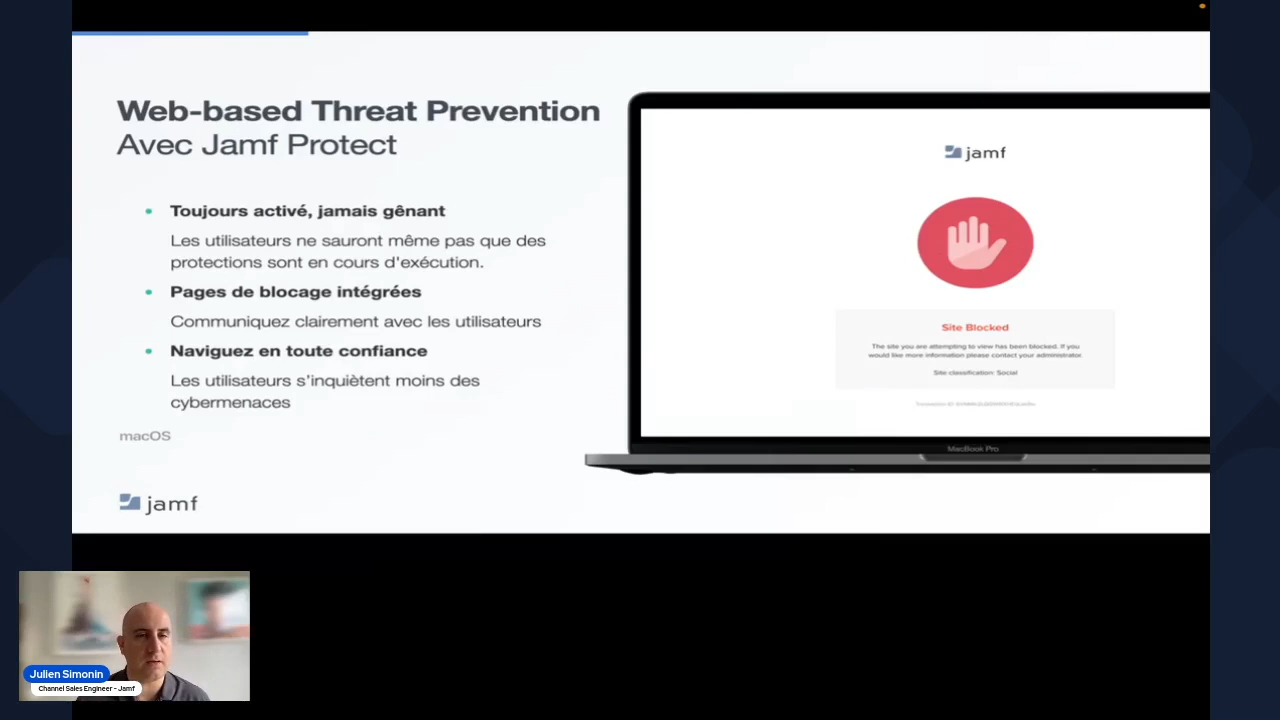 Web-based Threat Prevention
Avec Jamf Protect
• Toujours activé, jamais gênant
Les utilisateurs ne sauront même pas que des
protections sont en cours d'exécution.
• Pages de blocage intégrées
Communiquez clairement avec les utilisateurs
• Naviguez en toute confiance
Les utilisateurs s'inquiètent moins des
cybermenaces
macOS
jamf
jamf
Site Blocked
The site you are attempting to view has been blocked. If you
would like more information please contact your administrator.
Site classification: Social
MacBook Pro
Julien Simonin
Channel Sales Engineer - Jamf